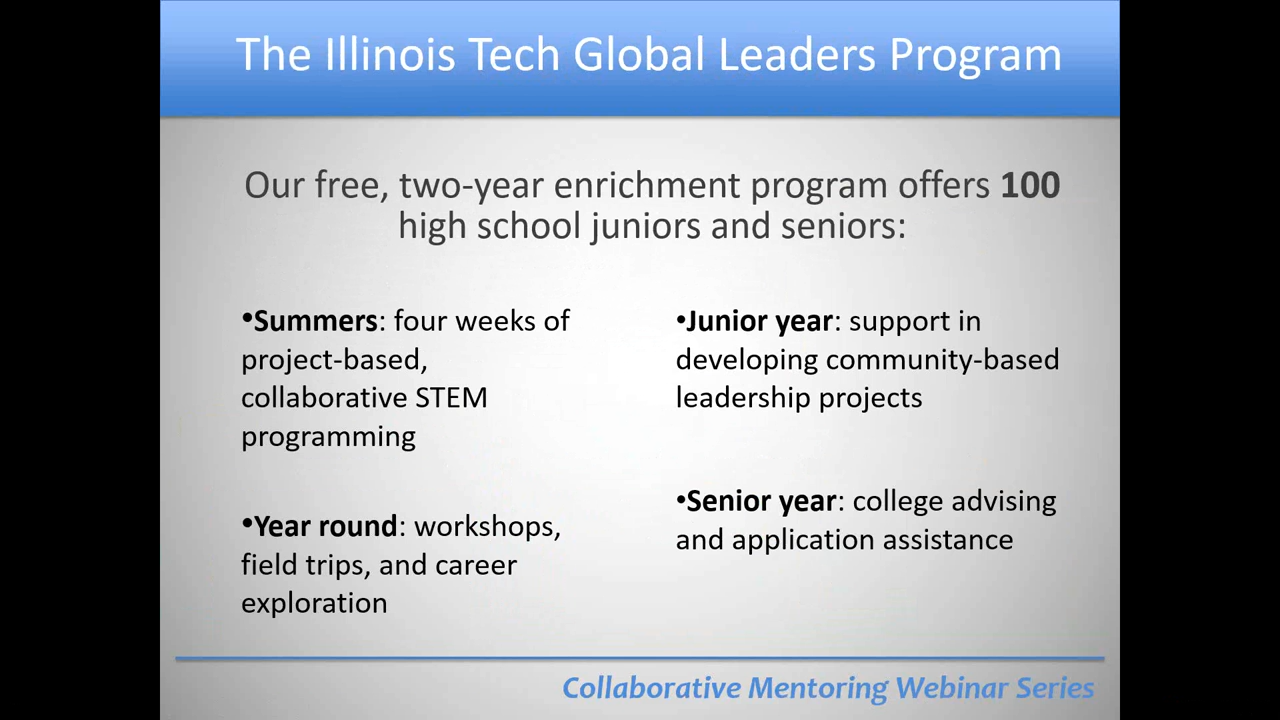 The Illinois Tech Global Leaders Program
Our free, two-year enrichment program offers 100
high school juniors and seniors:
•Summers: four weeks of
project-based,
collaborative STEM
programming
•Year round: workshops,
field trips, and career
exploration
•Junior year: support in
developing community-based
leadership projects
•Senior year: college advising
and application assistance
Collaborative Mentoring Webinar Series